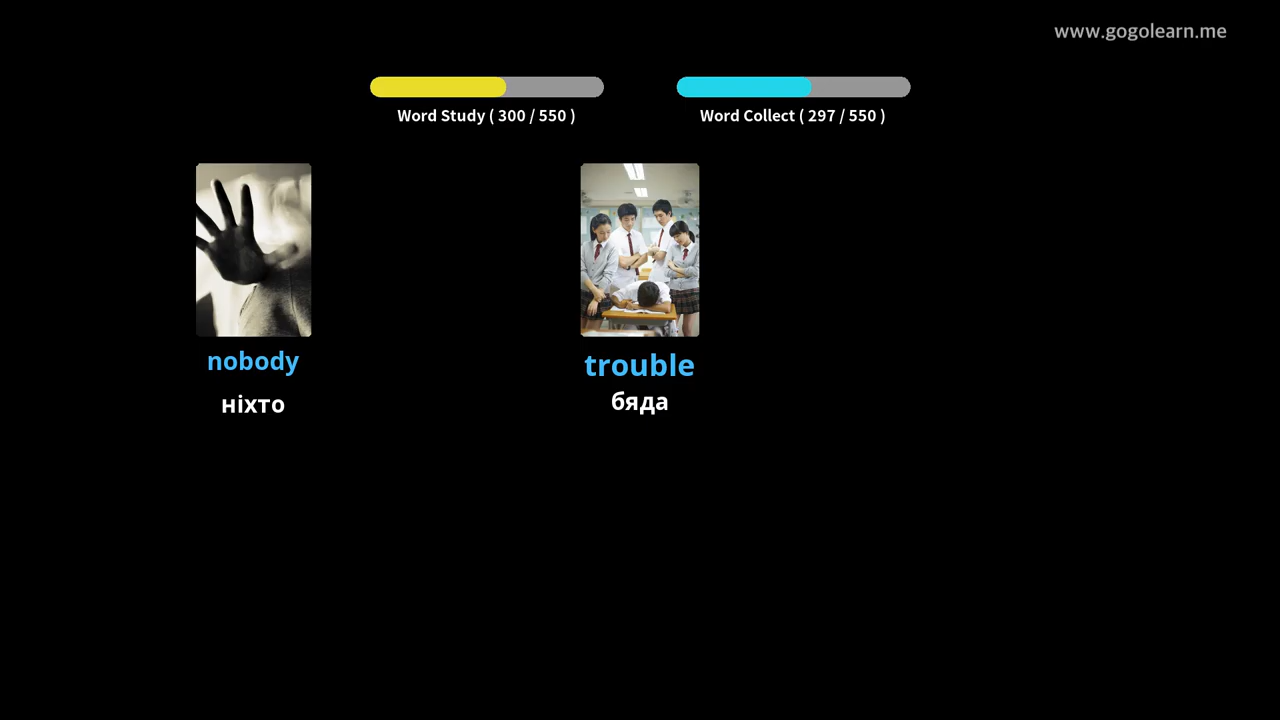 www.gogolearn.me
Word Study ( 300 / 550 )
Word Collect ( 297 / 550 )
nobody
ніхто
trouble
бяда